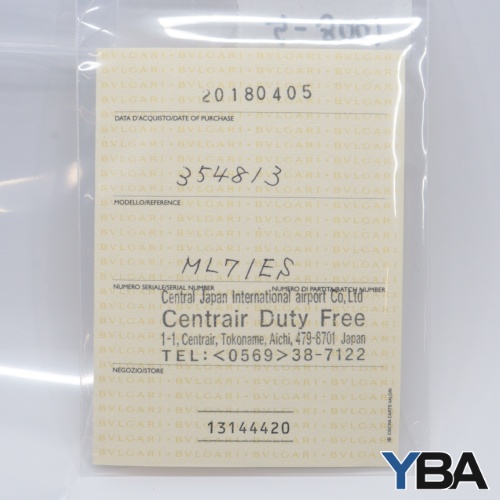 20180405
DATA D'ACQUISTO/DATE OF PURCHASE
354813
MODELLO/REFERENCE
ML71ES
NUMERO SERIALE/SERIAL NUMBER NUMERO DI PARTITA/BATCH NUMBER
Central Japan International airport Co,Ltd
Centrair Duty Free
1-1, Centrair, Tokoname, Aichi, 479-8701 Japan
TEL:<0569>38-7122
NEGOZIO/STORE
13144420
YBA